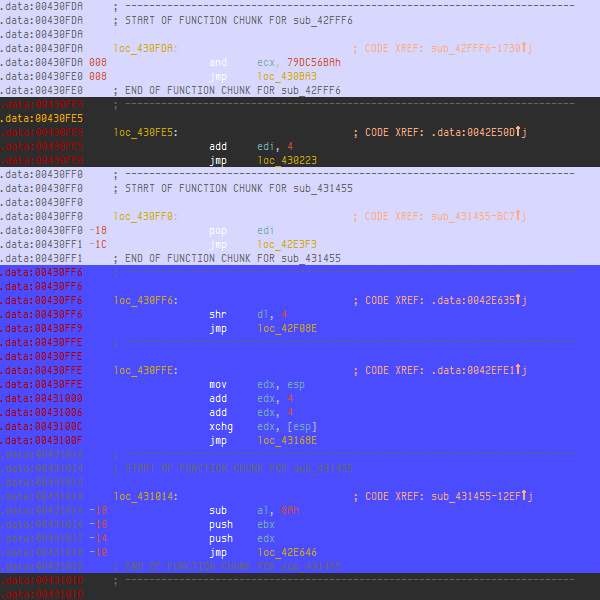 .data:00430FDA ; ---------------------------------------------------------------------------
.data:00430FDA ; START OF FUNCTION CHUNK FOR sub_42FFF6
.data:00430FDA
.data:00430FDA loc_430FDA: ; CODE XREF: sub_42FFF6-1730↑j
.data:00430FDA 008 and ecx, 79DC56BAh
.data:00430FE0 008 jmp loc_430BA3
.data:00430FE0 ; END OF FUNCTION CHUNK FOR sub_42FFF6
.data:00430FE5 ; ---------------------------------------------------------------------------
.data:00430FE5
.data:00430FE5 loc_430FE5: ; CODE XREF: .data:0042E50D↑j
.data:00430FE5 add edi, 4
.data:00430FEB jmp loc_430223
.data:00430FF0 ; ---------------------------------------------------------------------------
.data:00430FF0 ; START OF FUNCTION CHUNK FOR sub_431455
.data:00430FF0
.data:00430FF0 loc_430FF0: ; CODE XREF: sub_431455-BC7↑j
.data:00430FF0 -18 pop edi
.data:00430FF1 -1C jmp loc_42E3F3
.data:00430FF1 ; END OF FUNCTION CHUNK FOR sub_431455
.data:00430FF6 ; ---------------------------------------------------------------------------
.data:00430FF6
.data:00430FF6 loc_430FF6: ; CODE XREF: .data:0042E635↑j
.data:00430FF6 shr dl, 4
.data:00430FF9 jmp loc_42F08E
.data:00430FFE ; ---------------------------------------------------------------------------
.data:00430FFE
.data:00430FFE loc_430FFE: ; CODE XREF: .data:0042EFE1↑j
.data:00430FFE mov edx, esp
.data:00431000 add edx, 4
.data:00431006 add edx, 4
.data:0043100C xchg edx, [esp]
.data:0043100F jmp loc_43168E
.data:00431014 ; ---------------------------------------------------------------------------
.data:00431014 ; START OF FUNCTION CHUNK FOR sub_431455
.data:00431014
.data:00431014 loc_431014: ; CODE XREF: sub_431455-12EF↑j
.data:00431014 -18 sub al, 0Ah
.data:00431016 -18 push ebx
.data:00431017 -14 push edx
.data:00431018 -10 jmp loc_42E646
.data:00431018 ; END OF FUNCTION CHUNK FOR sub_431455
.data:0043101D ; ---------------------------------------------------------------------------
.data:0043101D